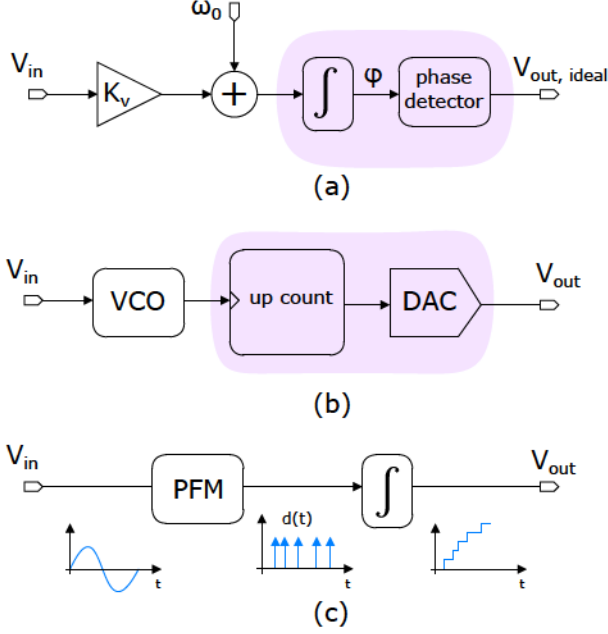 ω0
Vin
Kv
+
∫
φ
phase
detector
Vout, ideal
(a)
Vin
VCO
up count
DAC
Vout
(b)
Vin
PFM
∫
Vout
d(t)
t
t
t
(c)